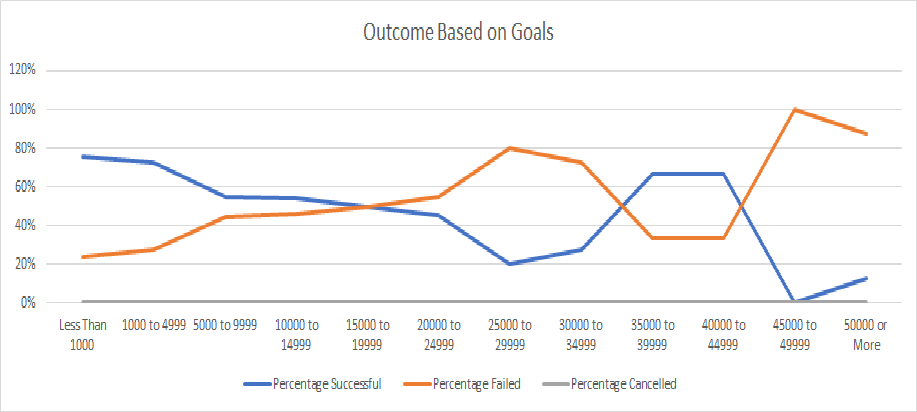 Outcome Based on Goals
120%
100%
80%
60%
40%
20%
0%
Less Than 1000 to 4999 5000 to 9999 10000 to 15000 to 20000 to 25000 to 30000 to 35000 to 40000 to 45000 to 50000 or
1000 14999 19999 24999 29999 34999 39999 44999 49999 More
Percentage Successful Percentage Failed Percentage Cancelled